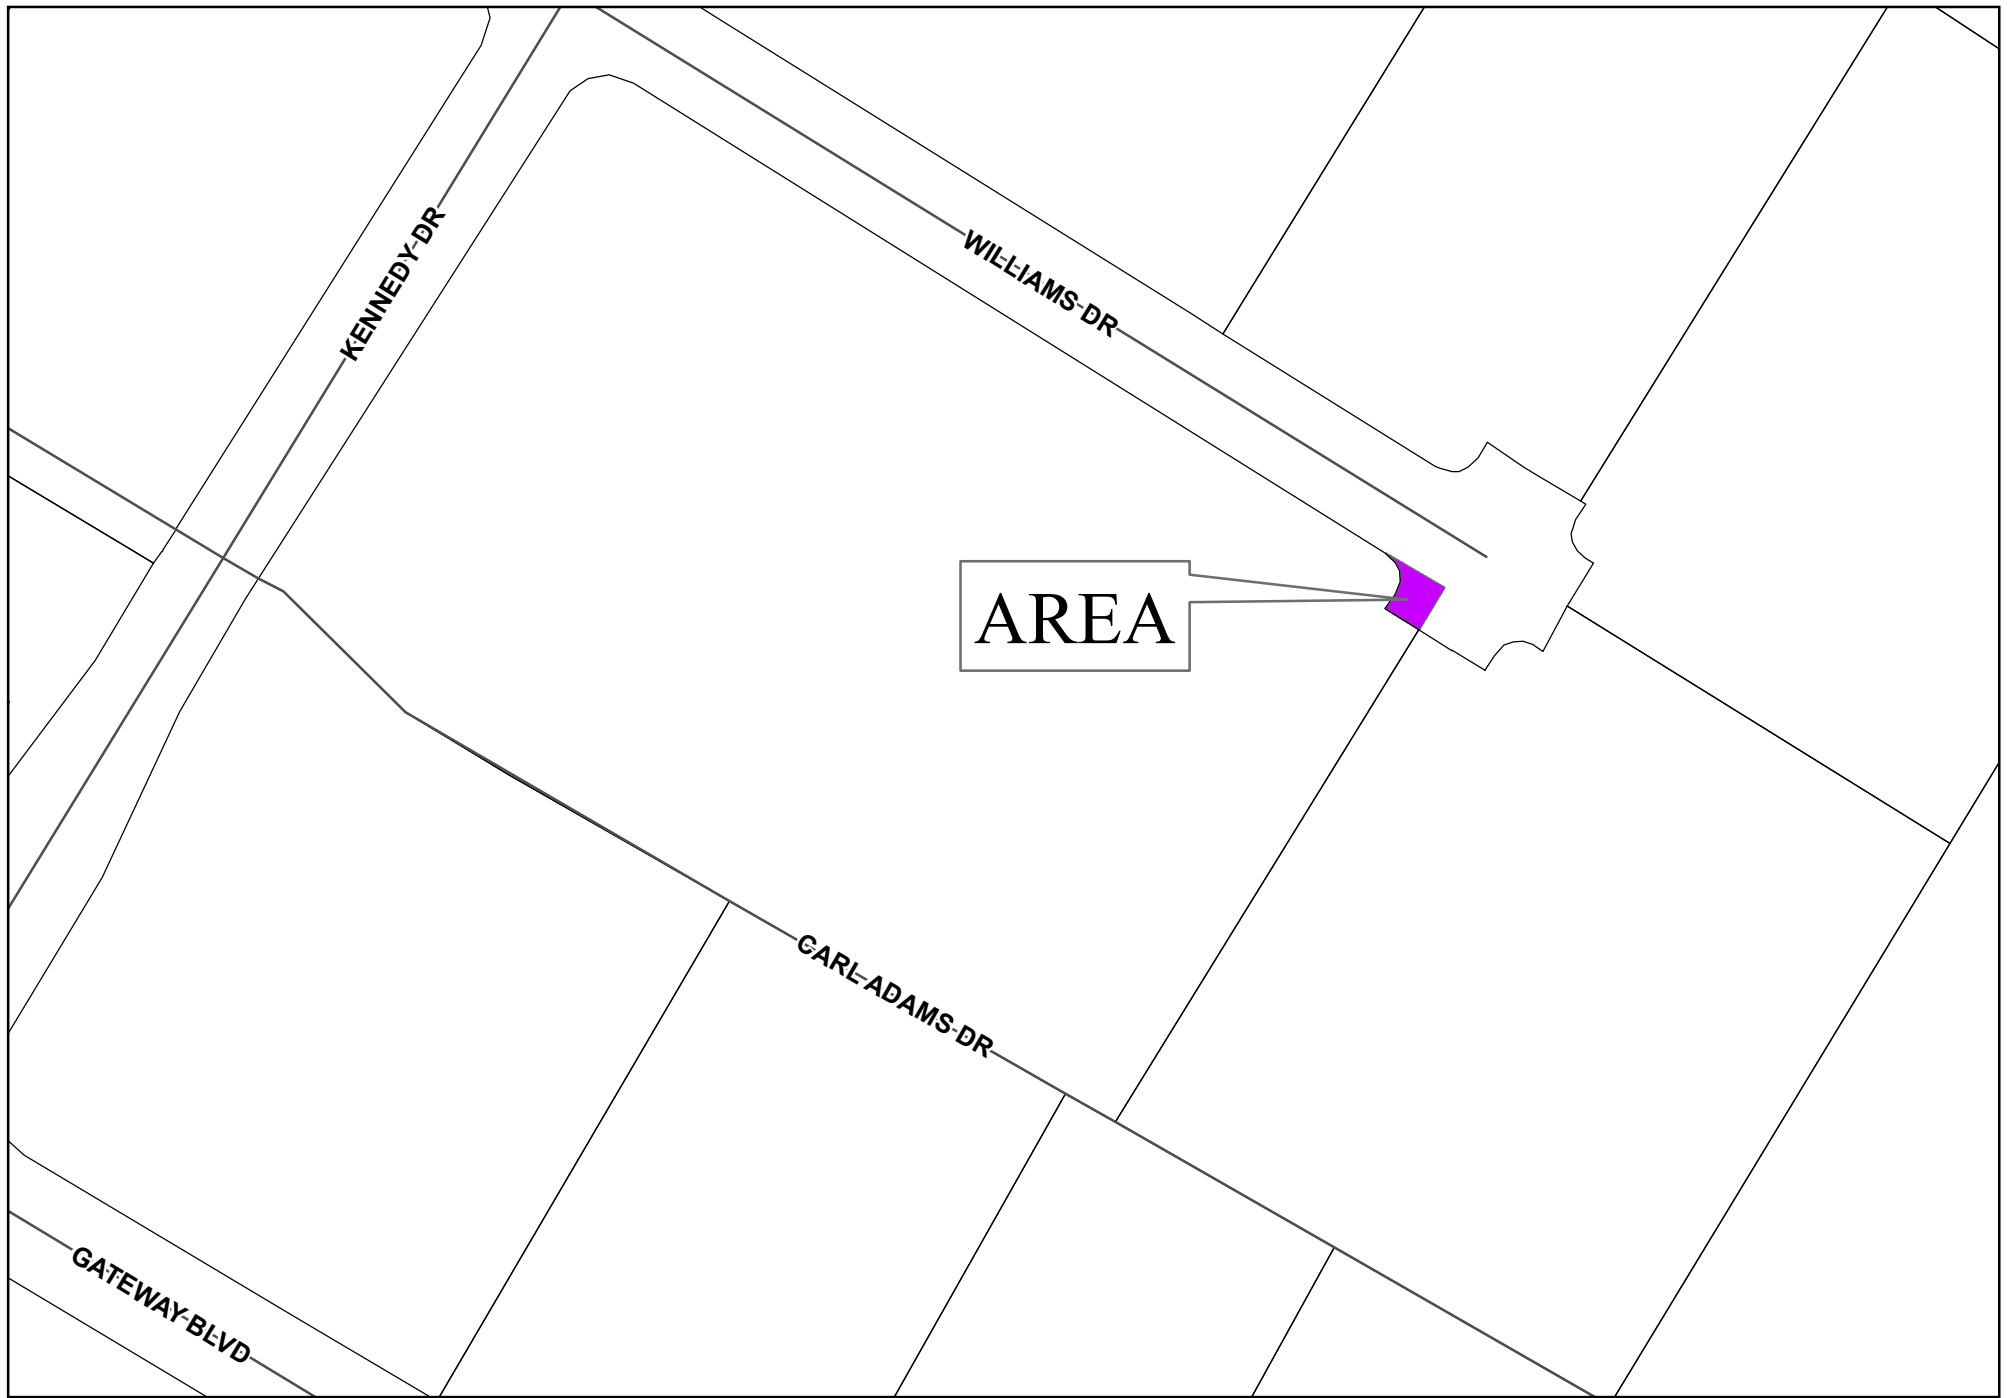 KENNEDY DR
WILLIAMS DR
AREA
CARL ADAMS DR
GATEWAY BLVD